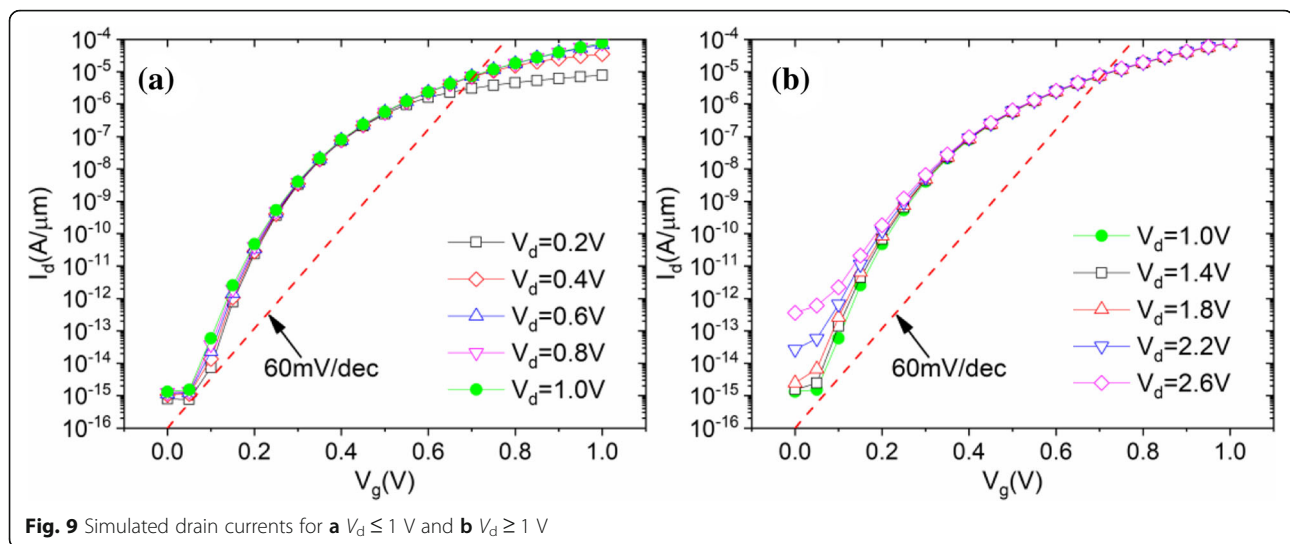 (a)
I_d(A/μm)
10^-4
10^-5
10^-6
10^-7
10^-8
10^-9
10^-10
10^-11
10^-12
10^-13
10^-14
10^-15
10^-16
60mV/dec
V_d=0.2V
V_d=0.4V
V_d=0.6V
V_d=0.8V
V_d=1.0V
0.0 0.2 0.4 0.6 0.8 1.0
V_g(V)
(b)
I_d(A/μm)
10^-4
10^-5
10^-6
10^-7
10^-8
10^-9
10^-10
10^-11
10^-12
10^-13
10^-14
10^-15
10^-16
60mV/dec
V_d=1.0V
V_d=1.4V
V_d=1.8V
V_d=2.2V
V_d=2.6V
0.0 0.2 0.4 0.6 0.8 1.0
V_g(V)
Fig. 9 Simulated drain currents for a V_d ≤ 1 V and b V_d ≥ 1 V